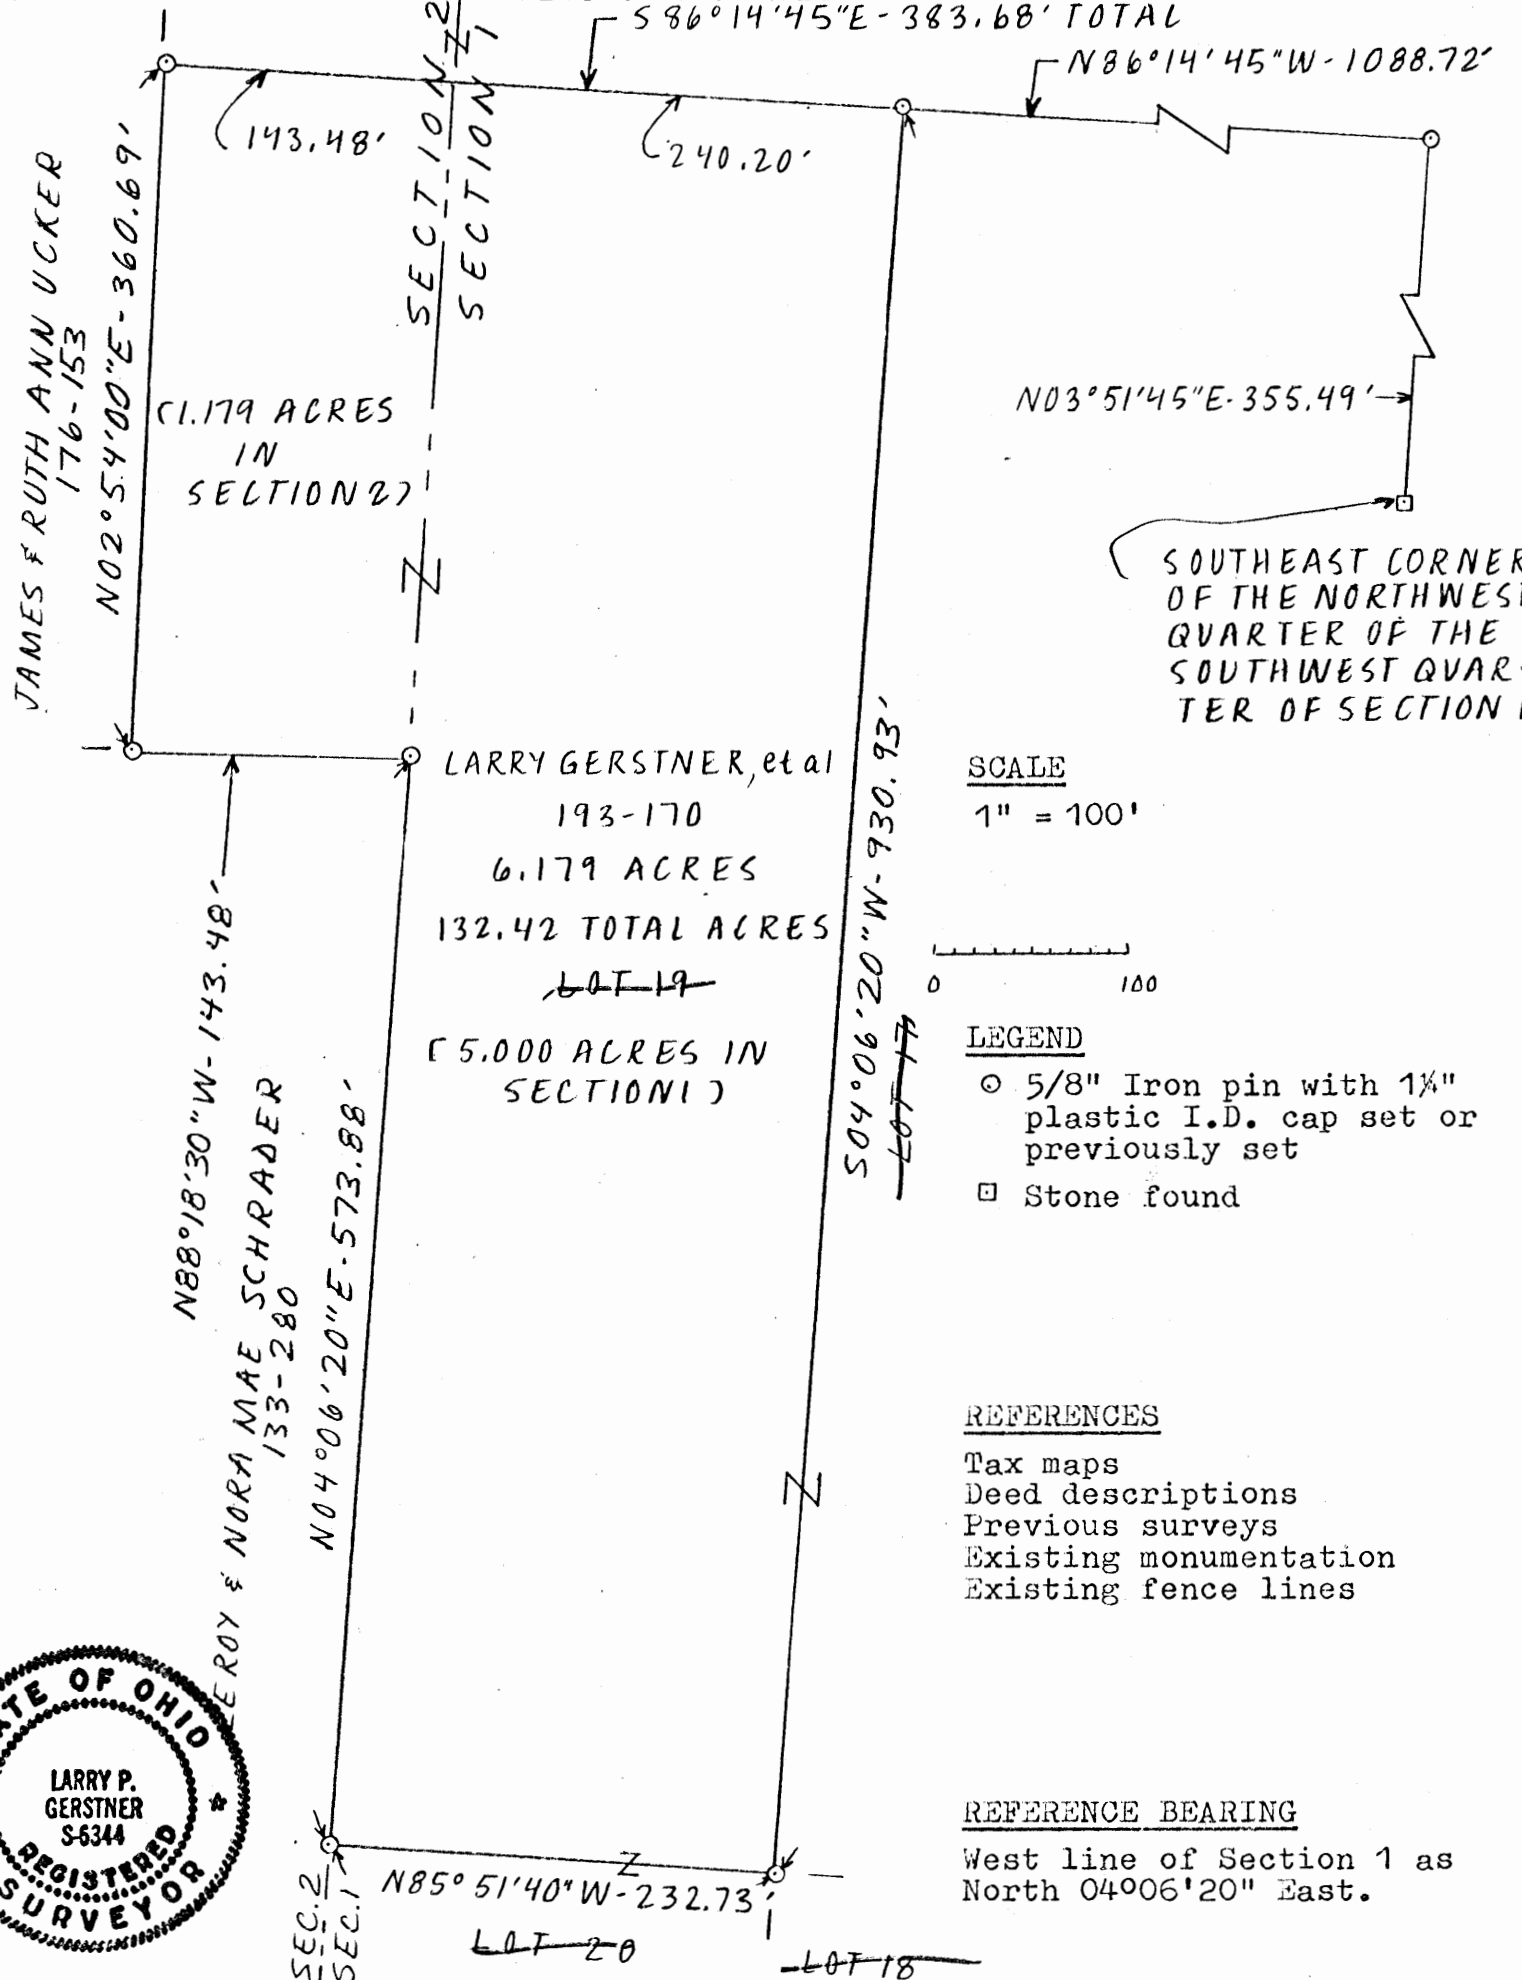 S86°14'45"E-383.68' TOTAL
N86°14'45"W-1088.72'
143.48'
240.20'
SECTION 2
SECTION 1
JAMES & RUTH ANN UCKER
176-153
N02°54'00"E-360.69'
(1.179 ACRES
IN
SECTION 2)
N03°51'45"E-355.49'
SOUTHEAST CORNER
OF THE NORTHWEST
QUARTER OF THE
SOUTHWEST QUAR-
TER OF SECTION 1
LARRY GERSTNER, et al
193-170
6.179 ACRES
132.42 TOTAL ACRES
LOT 19
(5.000 ACRES IN
SECTION 1)
S04°06'20"W-930.93'
LOT 17
SCALE
1" = 100'
0 100
LEGEND
5/8" Iron pin with 1¼"
plastic I.D. cap set or
previously set
Stone found
N88°18'30"W-143.48'
EROY & NORA MAE SCHRADER
133-280
N04°06'20"E-573.88'
REFERENCES
Tax maps
Deed descriptions
Previous surveys
Existing monumentation
Existing fence lines
REFERENCE BEARING
West line of Section 1 as
North 04°06'20" East.
ATE OF OHIO
LARRY P.
GERSTNER
S-6344
REGISTERED
SURVEYOR
SEC. 2
SEC. 1
N85°51'40"W-232.73'
LOT 20
LOT 18